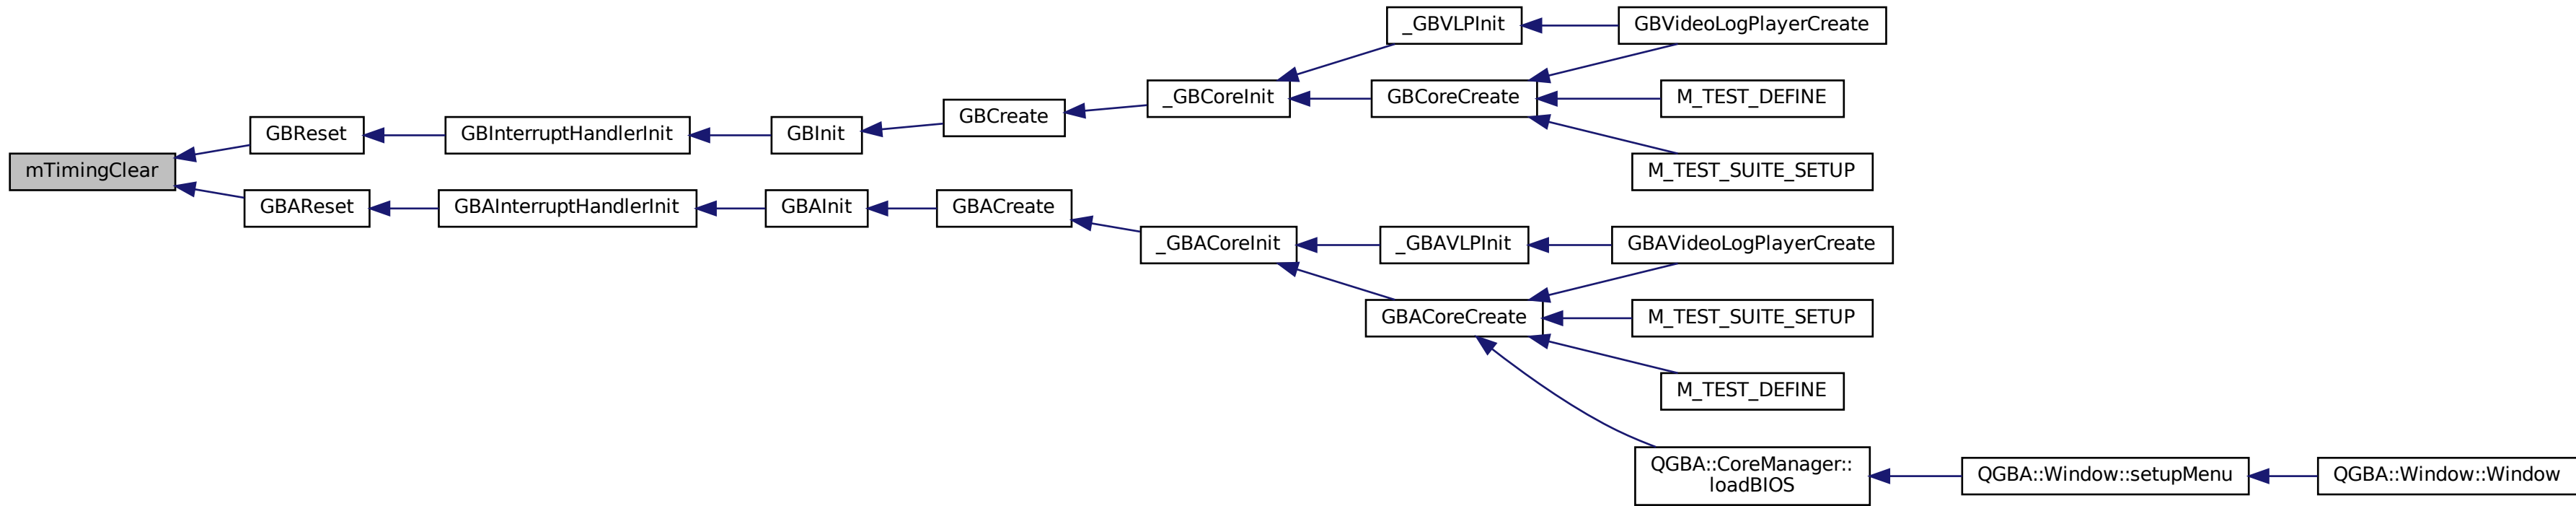 mTimingClear
GBReset
GBInterruptHandlerInit
GBInit
GBCreate
_GBCoreInit
_GBVLPInit
GBVideoLogPlayerCreate
GBCoreCreate
M_TEST_DEFINE
M_TEST_SUITE_SETUP
GBAReset
GBAInterruptHandlerInit
GBAInit
GBACreate
_GBACoreInit
_GBAVLPInit
GBAVideoLogPlayerCreate
GBACoreCreate
M_TEST_SUITE_SETUP
M_TEST_DEFINE
QGBA::CoreManager::
loadBIOS
QGBA::Window::setupMenu
QGBA::Window::Window